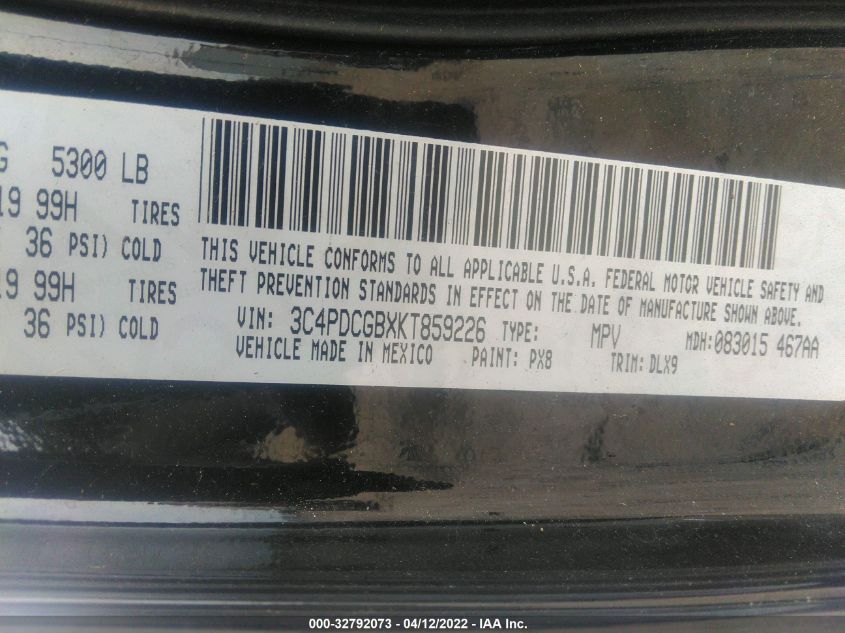 G 5300 LB
19 99H TIRES
36 PSI) COLD
19 99H TIRES
36 PSI) COLD
THIS VEHICLE CONFORMS TO ALL APPLICABLE U.S.A. FEDERAL MOTOR VEHICLE SAFETY AND
THEFT PREVENTION STANDARDS IN EFFECT ON THE DATE OF MANUFACTURE SHOWN ABOVE.
VIN: 3C4PDCGBXKT859226 TYPE: MPV MDH:083015 467AA
VEHICLE MADE IN MEXICO PAINT: PX8 TRIM: DLX9
000-32792073 - 04/12/2022 - IAA Inc.